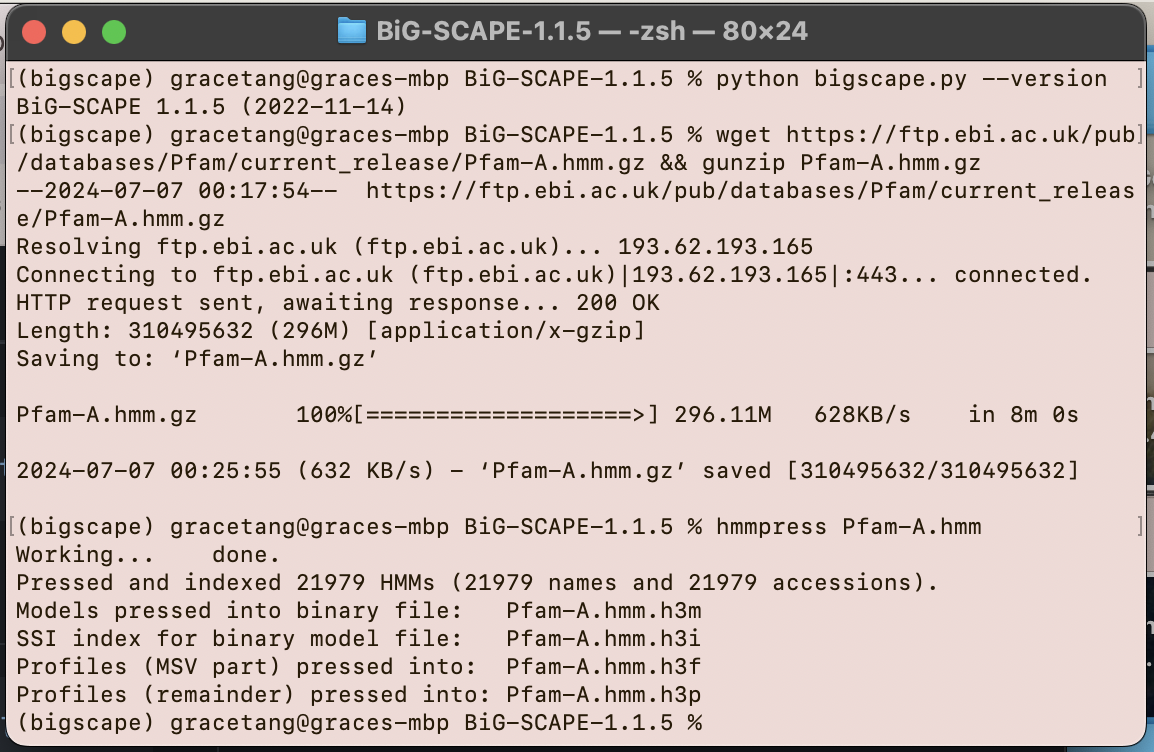 BiG-SCAPE-1.1.5 — -zsh — 80×24
[(bigscape) gracetang@graces-mbp BiG-SCAPE-1.1.5 % python bigscape.py --version ]
BiG-SCAPE 1.1.5 (2022-11-14)
[(bigscape) gracetang@graces-mbp BiG-SCAPE-1.1.5 % wget https://ftp.ebi.ac.uk/pub]
/databases/Pfam/current_release/Pfam-A.hmm.gz && gunzip Pfam-A.hmm.gz
--2024-07-07 00:17:54--  https://ftp.ebi.ac.uk/pub/databases/Pfam/current_releas
e/Pfam-A.hmm.gz
Resolving ftp.ebi.ac.uk (ftp.ebi.ac.uk)... 193.62.193.165
Connecting to ftp.ebi.ac.uk (ftp.ebi.ac.uk)|193.62.193.165|:443... connected.
HTTP request sent, awaiting response... 200 OK
Length: 310495632 (296M) [application/x-gzip]
Saving to: ‘Pfam-A.hmm.gz’
Pfam-A.hmm.gz       100%[===================>] 296.11M   628KB/s    in 8m 0s
2024-07-07 00:25:55 (632 KB/s) - ‘Pfam-A.hmm.gz’ saved [310495632/310495632]
[(bigscape) gracetang@graces-mbp BiG-SCAPE-1.1.5 % hmmpress Pfam-A.hmm ]
Working...    done.
Pressed and indexed 21979 HMMs (21979 names and 21979 accessions).
Models pressed into binary file:   Pfam-A.hmm.h3m
SSI index for binary model file:   Pfam-A.hmm.h3i
Profiles (MSV part) pressed into:  Pfam-A.hmm.h3f
Profiles (remainder) pressed into: Pfam-A.hmm.h3p
(bigscape) gracetang@graces-mbp BiG-SCAPE-1.1.5 %